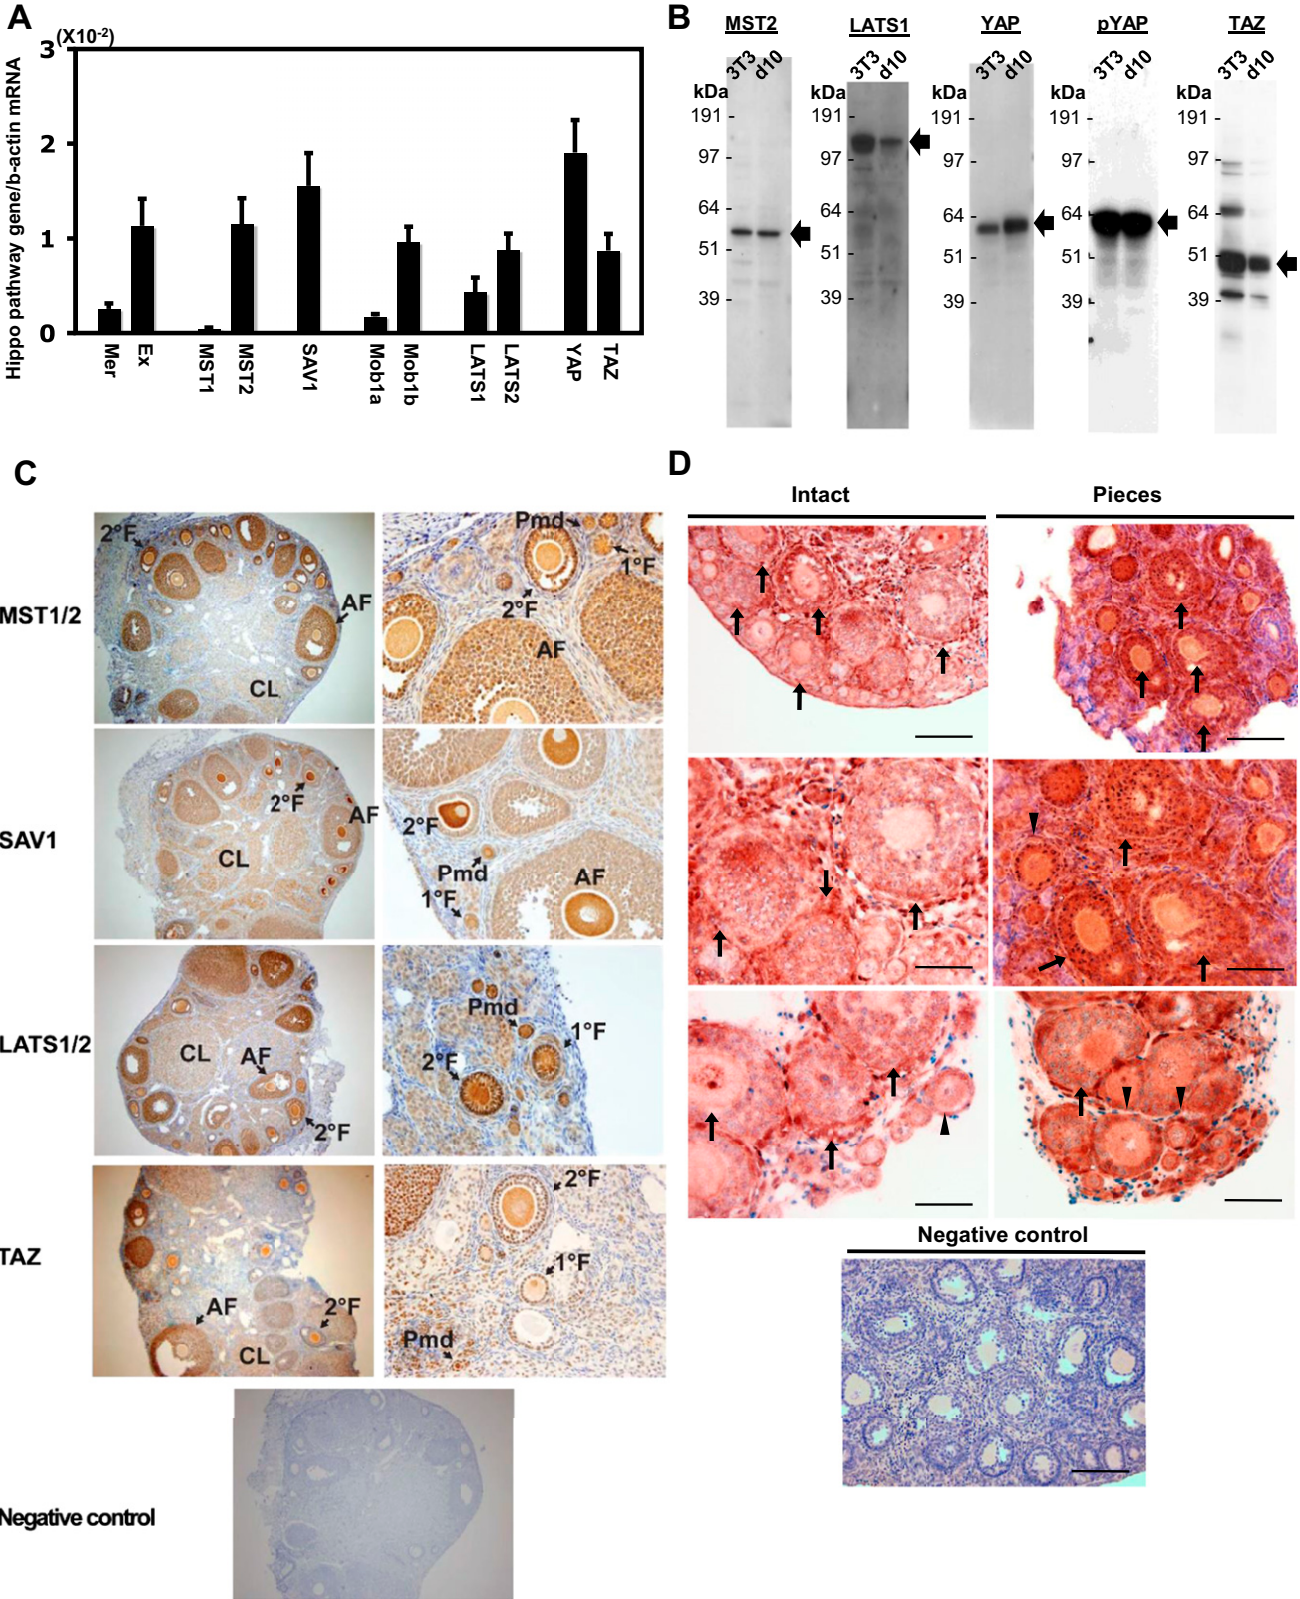 A
(X10-2)
Hippo pathway gene/b-actin mRNA
3
2
1
0
Mer
Ex
MST1
MST2
SAV1
Mob1a
Mob1b
LATS1
LATS2
YAP
TAZ
B
MST2
LATS1
YAP
pYAP
TAZ
3T3 d10
3T3 d10
3T3 d10
3T3 d10
3T3 d10
kDa
191 -
97 -
64 -
51 -
39 -
kDa
191 -
97 -
64 -
51 -
39 -
kDa
191 -
97 -
64 -
51 -
39 -
kDa
191 -
97 -
64 -
51 -
39 -
kDa
191 -
97 -
64 -
51 -
39 -
C
MST1/2
2°F
AF
CL
Pmd
1°F
2°F
AF
SAV1
2°F
AF
CL
2°F
Pmd
1°F
AF
LATS1/2
CL
AF
2°F
Pmd
1°F
2°F
TAZ
AF
2°F
CL
2°F
1°F
Pmd
Negative control
D
Intact
Pieces
Negative control